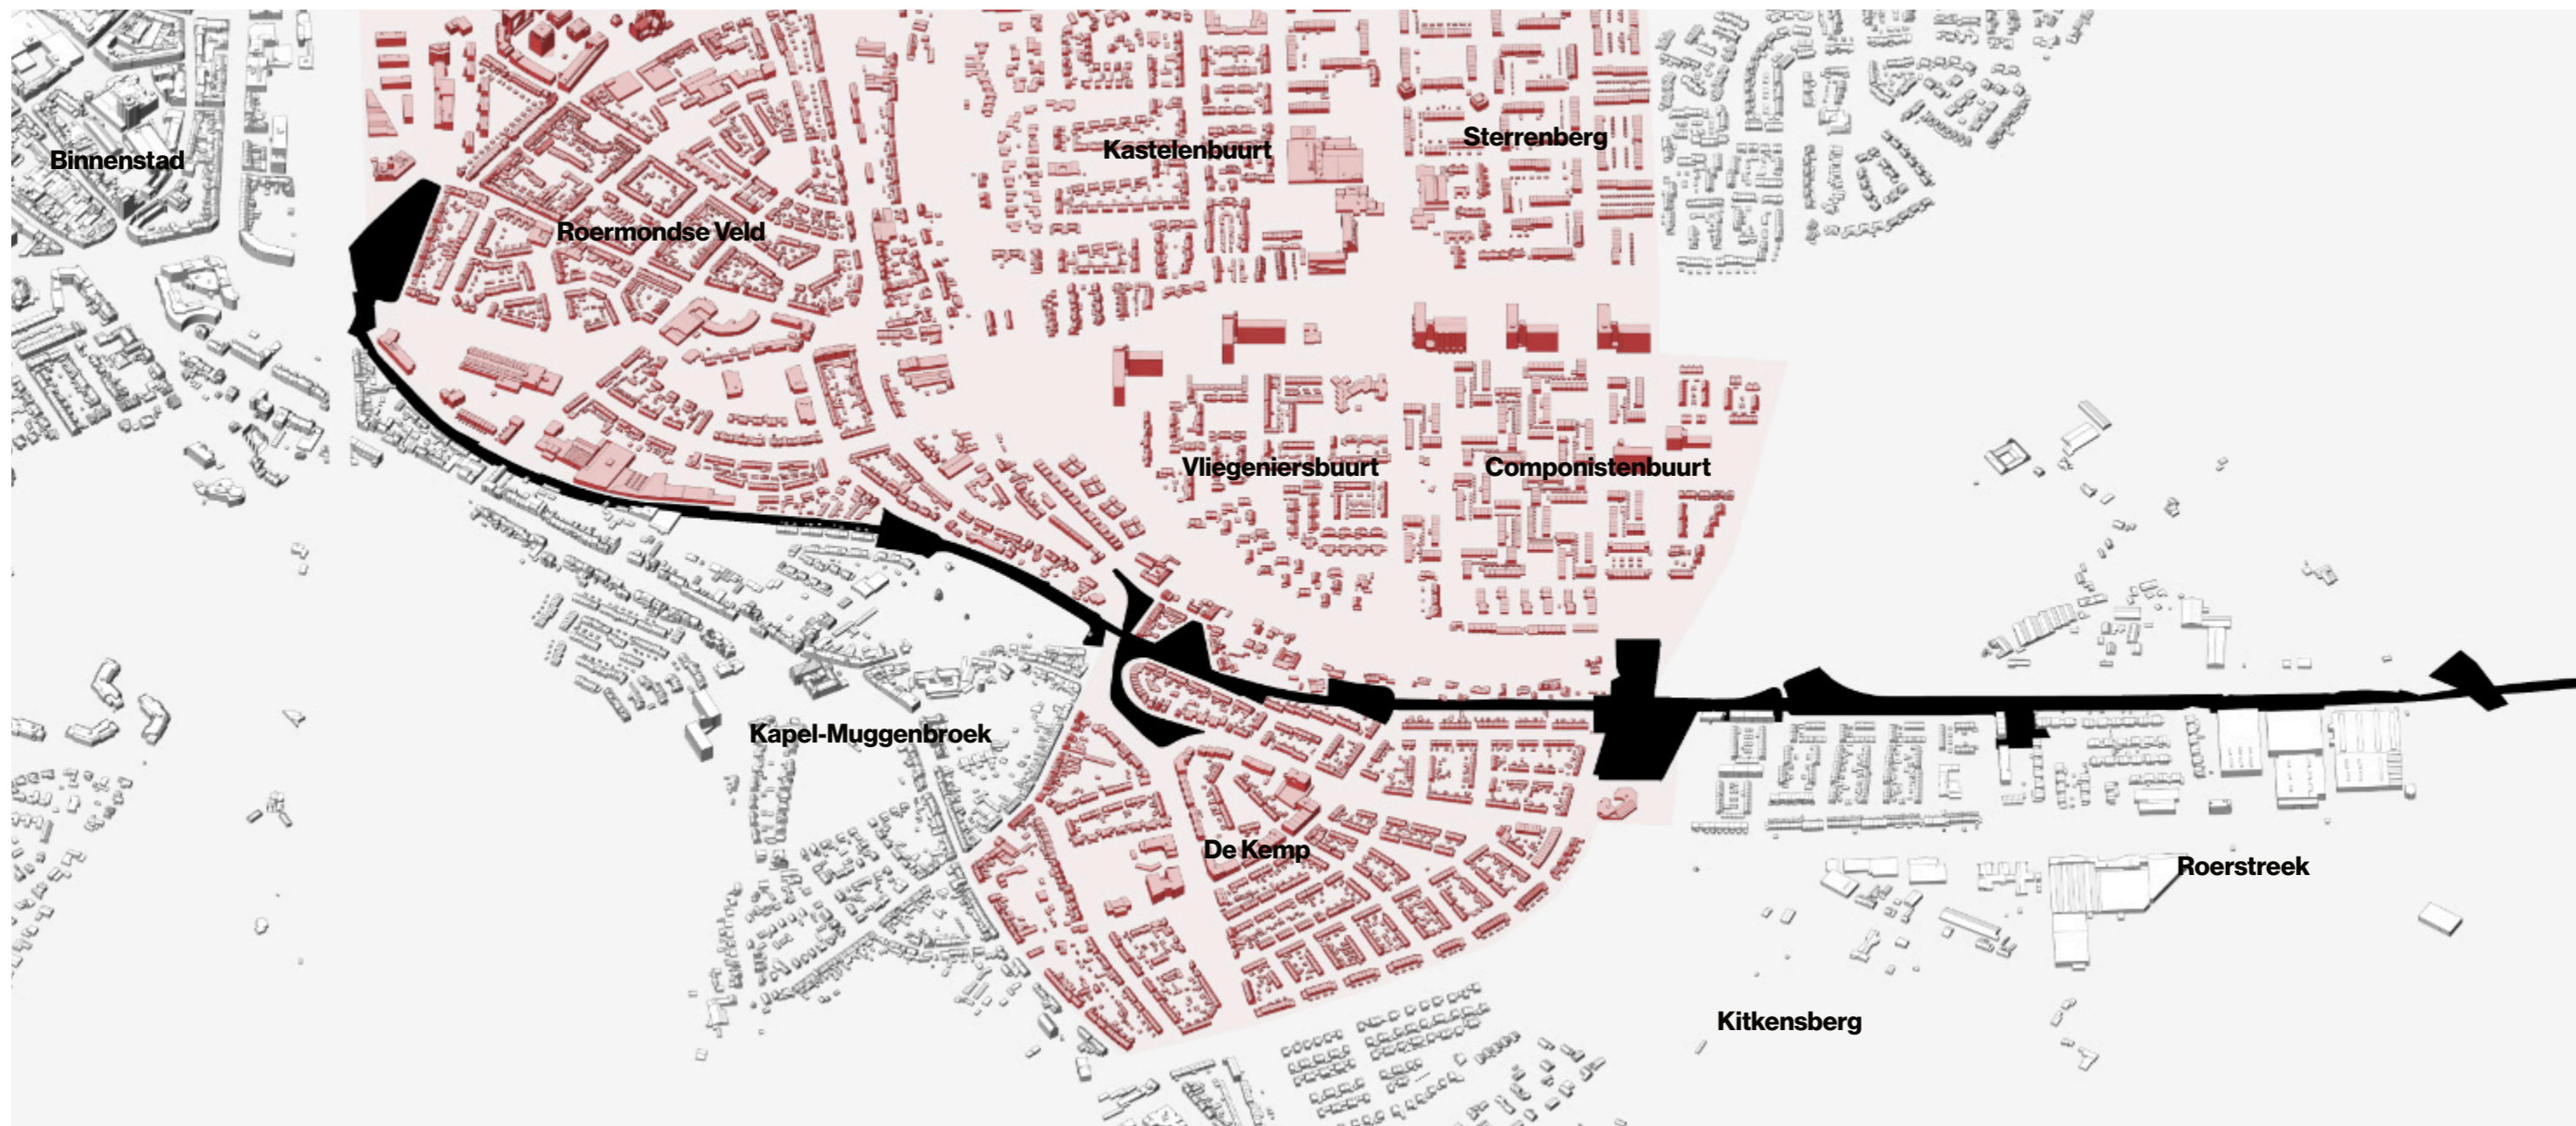 Sterrenberg
Kastelenbuurt
Binnenstad
Roermondse Veld
Vliegeniersbuurt
Componistenbuurt
Kapel-Muggenbroek
De Kemp
Roerstreek
Kitkensberg